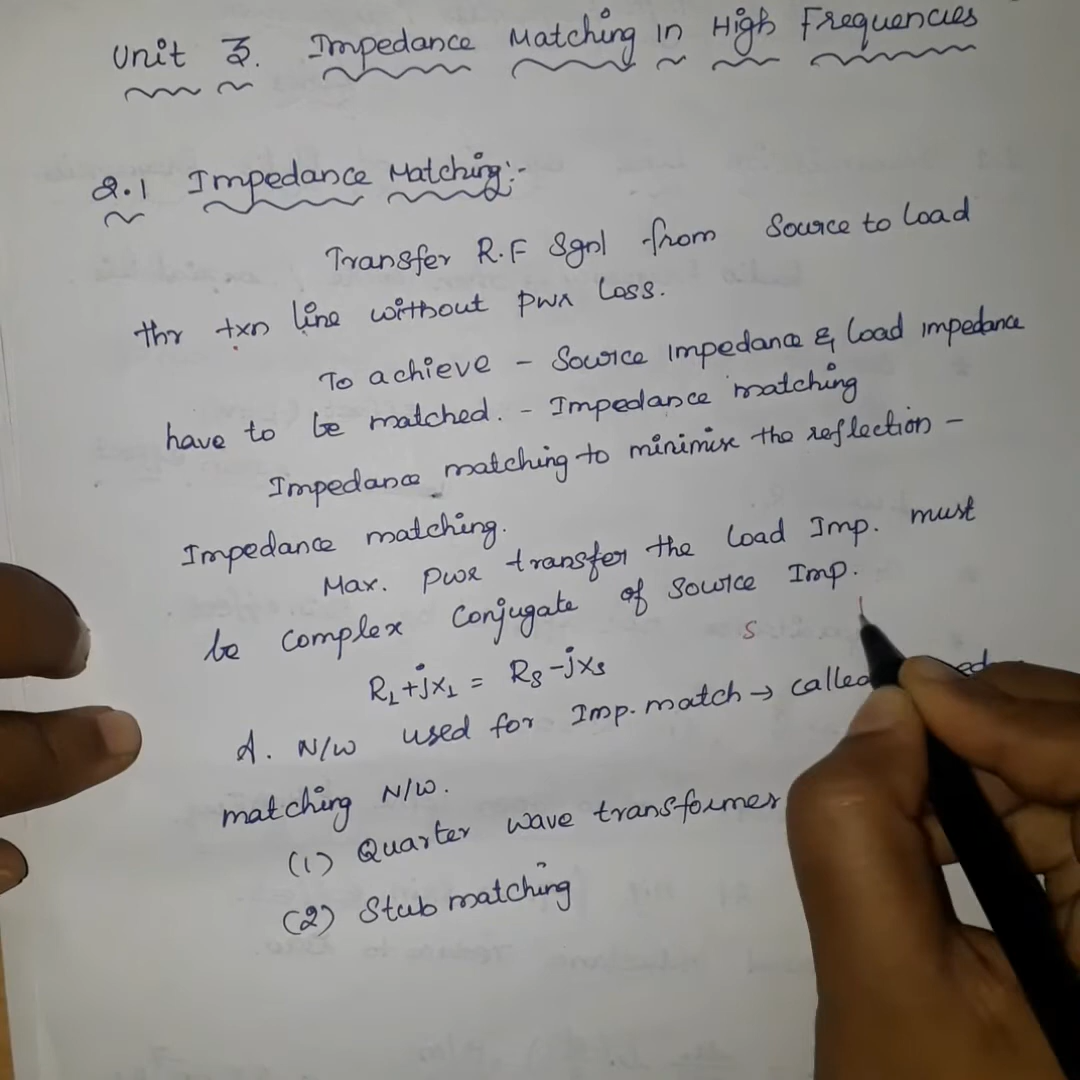 Unit 3. Impedance Matching in High Frequencies
2.1 Impedance Matching:-
Transfer R.F Sgnl from Source to Load
thr txn line without pwr Loss.
To achieve - Source impedance & Load impedance
have to be matched. - Impedance matching
Impedance matching to minimise the reflection -
Impedance matching.
Max. pwr transfer the Load Imp. must
be complex conjugate of source Imp.
S
RL+jXL = RS-jXS
A. N/W used for Imp. match → called
matching N/W.
(1) Quarter wave transformer
(2) Stub matching